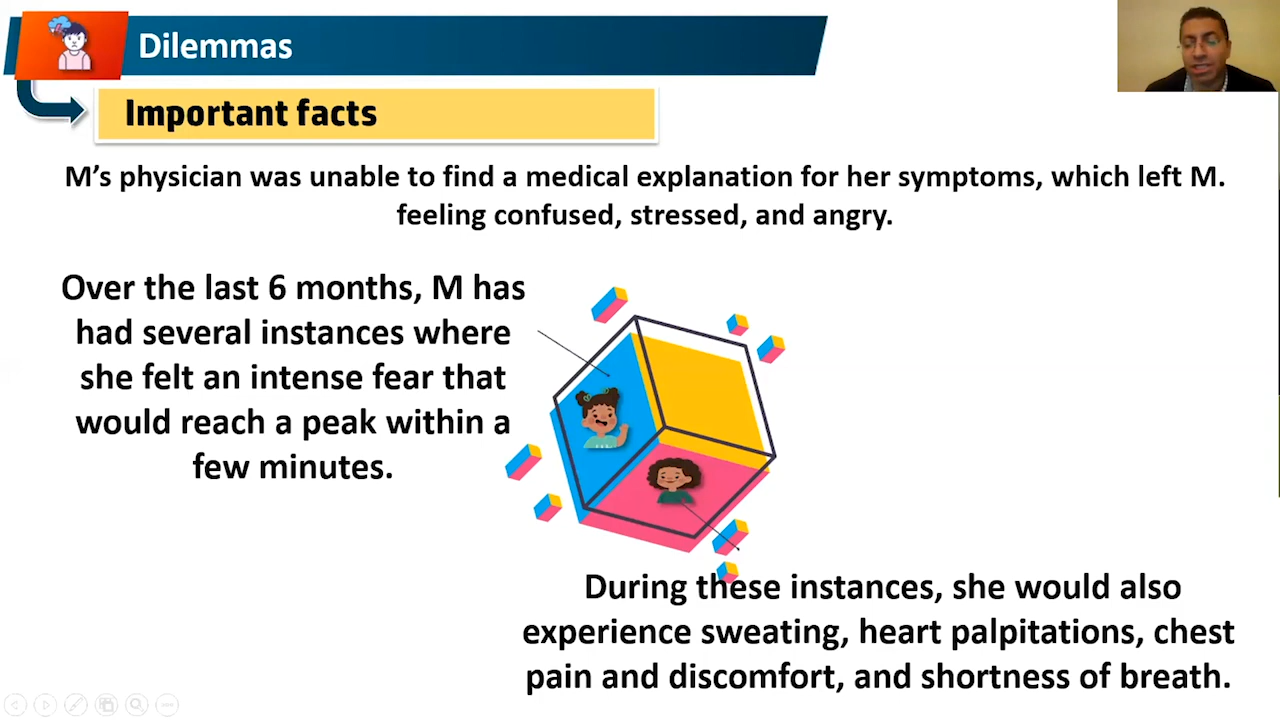 Dilemmas
Important facts
M’s physician was unable to find a medical explanation for her symptoms, which left M.
feeling confused, stressed, and angry.
Over the last 6 months, M has
had several instances where
she felt an intense fear that
would reach a peak within a
few minutes.
During these instances, she would also
experience sweating, heart palpitations, chest
pain and discomfort, and shortness of breath.